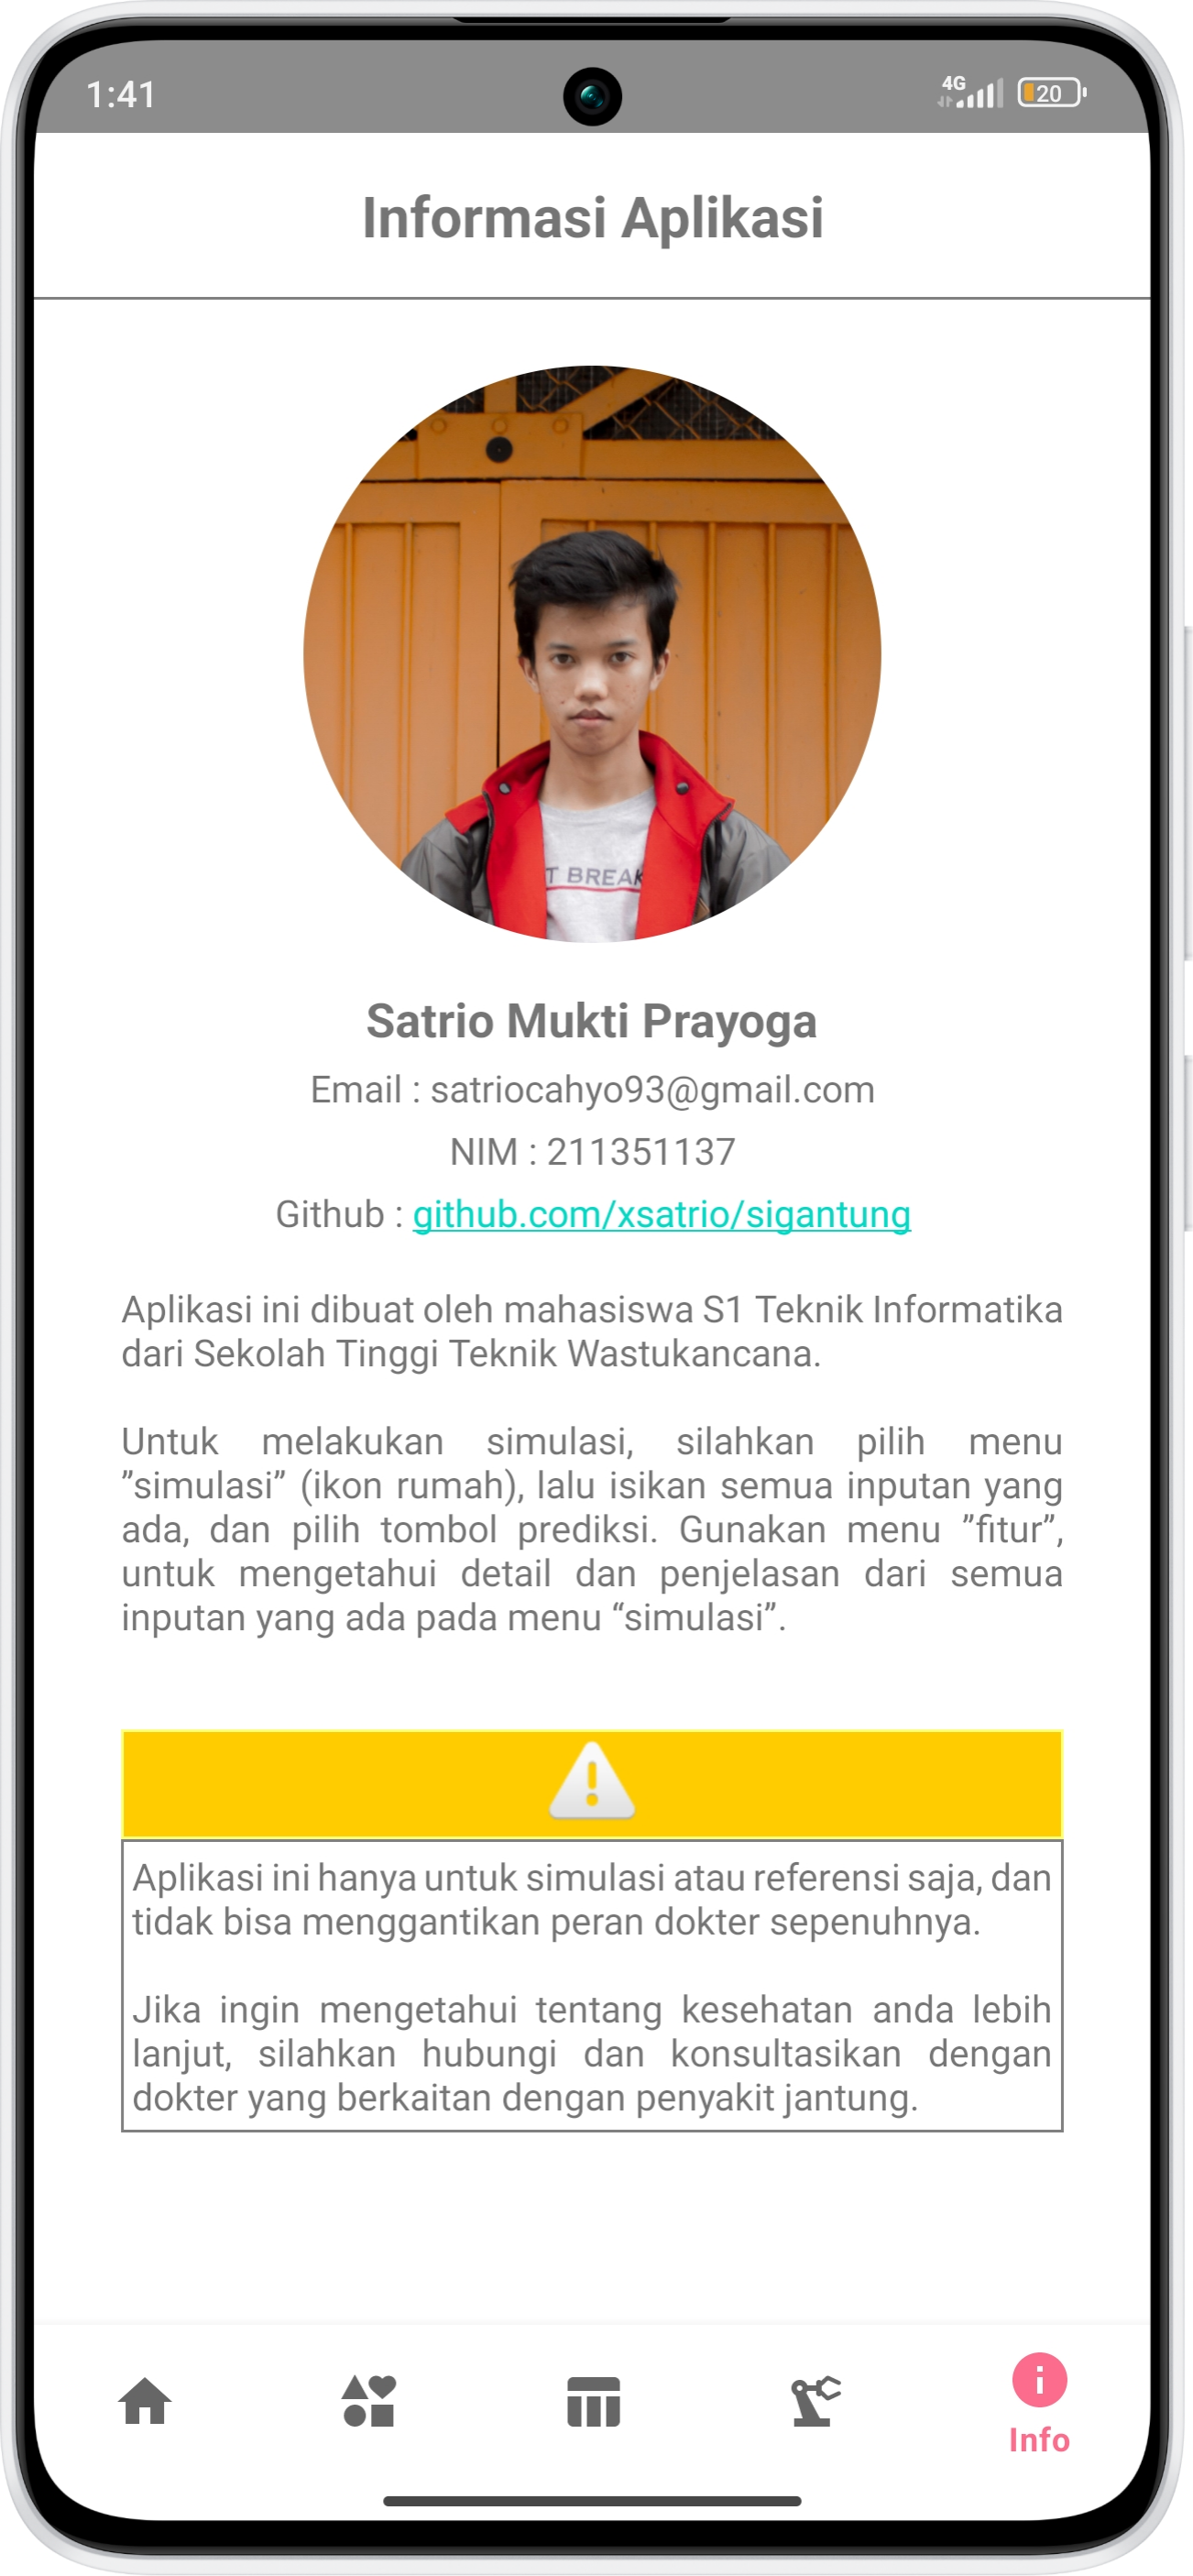 1:41
4G
20
Informasi Aplikasi
T BREAK
Satrio Mukti Prayoga
Email : satriocahyo93@gmail.com
NIM : 211351137
Github : github.com/xsatrio/sigantung
Aplikasi ini dibuat oleh mahasiswa S1 Teknik Informatika
dari Sekolah Tinggi Teknik Wastukancana.
Untuk melakukan simulasi, silahkan pilih menu
”simulasi” (ikon rumah), lalu isikan semua inputan yang
ada, dan pilih tombol prediksi. Gunakan menu ”fitur”,
untuk mengetahui detail dan penjelasan dari semua
inputan yang ada pada menu “simulasi”.
Aplikasi ini hanya untuk simulasi atau referensi saja, dan
tidak bisa menggantikan peran dokter sepenuhnya.
Jika ingin mengetahui tentang kesehatan anda lebih
lanjut, silahkan hubungi dan konsultasikan dengan
dokter yang berkaitan dengan penyakit jantung.
Info